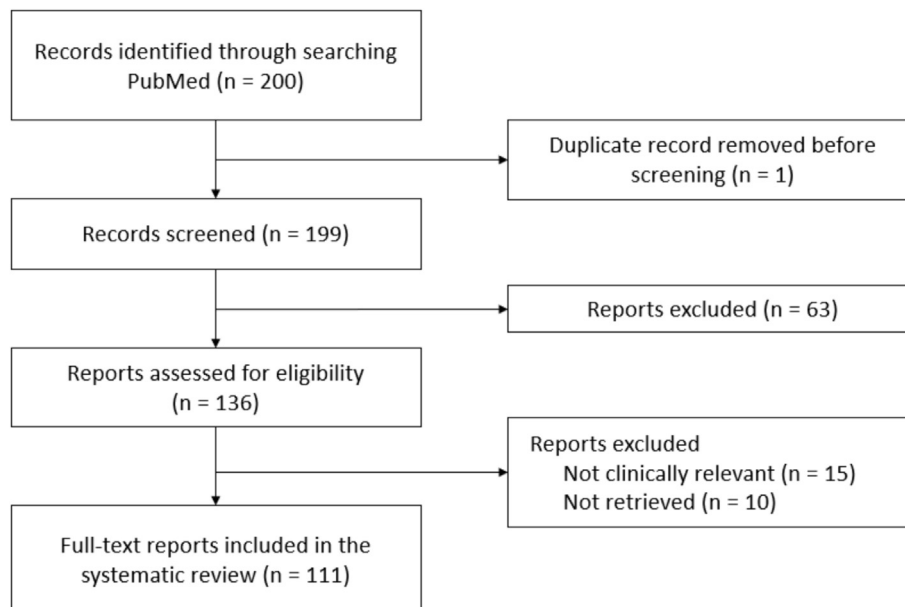 Records identified through searching
PubMed (n = 200)
Duplicate record removed before
screening (n = 1)
Records screened (n = 199)
Reports excluded (n = 63)
Reports assessed for eligibility
(n = 136)
Reports excluded
Not clinically relevant (n = 15)
Not retrieved (n = 10)
Full-text reports included in the
systematic review (n = 111)